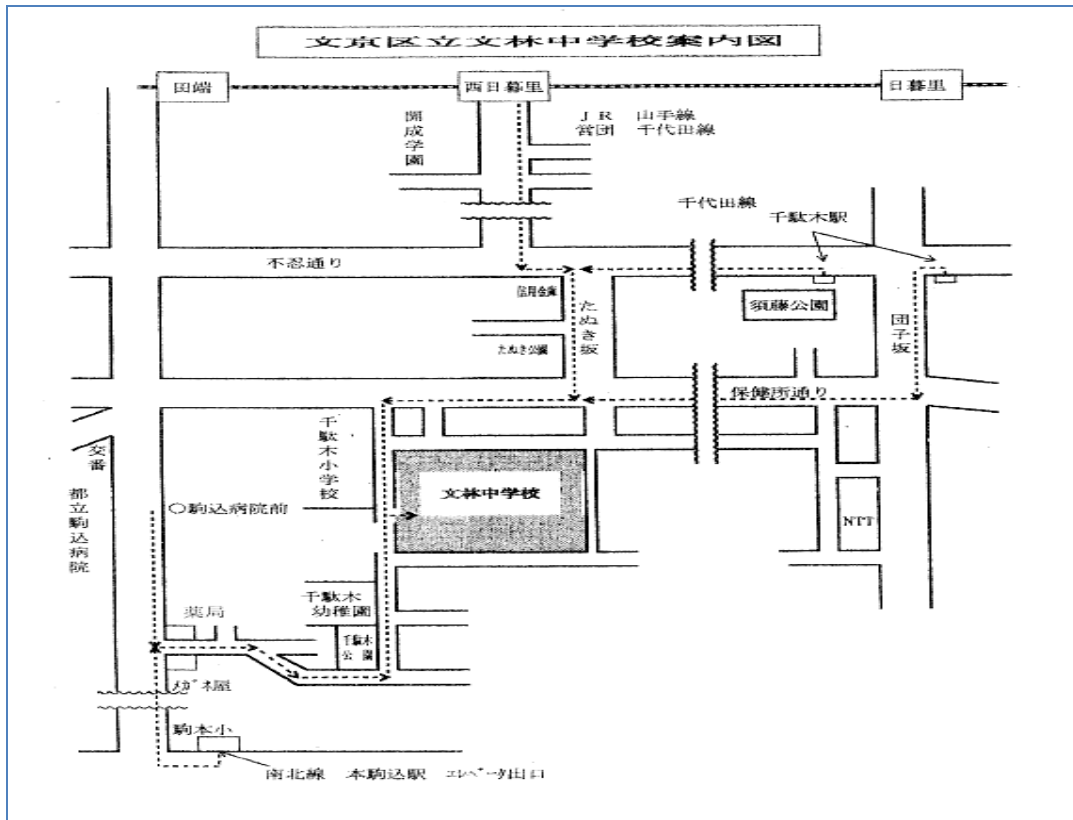 文京区立文林中学校案内図
田端
西日暮里
日暮里
開成学園
JR 山手線
営団 千代田線
千代田線
千駄木駅
不忍通り
信用金庫
たぬき坂
須藤公園
団子坂
たぬき公園
保健所通り
千駄木小学校
交番
文林中学校
都立駒込病院
○駒込病院前
NTT
千駄木
幼稚園
薬局
千駄木
公園
ﾒｶﾞﾈ屋
駒本小
南北線 本駒込駅 ｴﾚﾍﾞｰﾀ出口